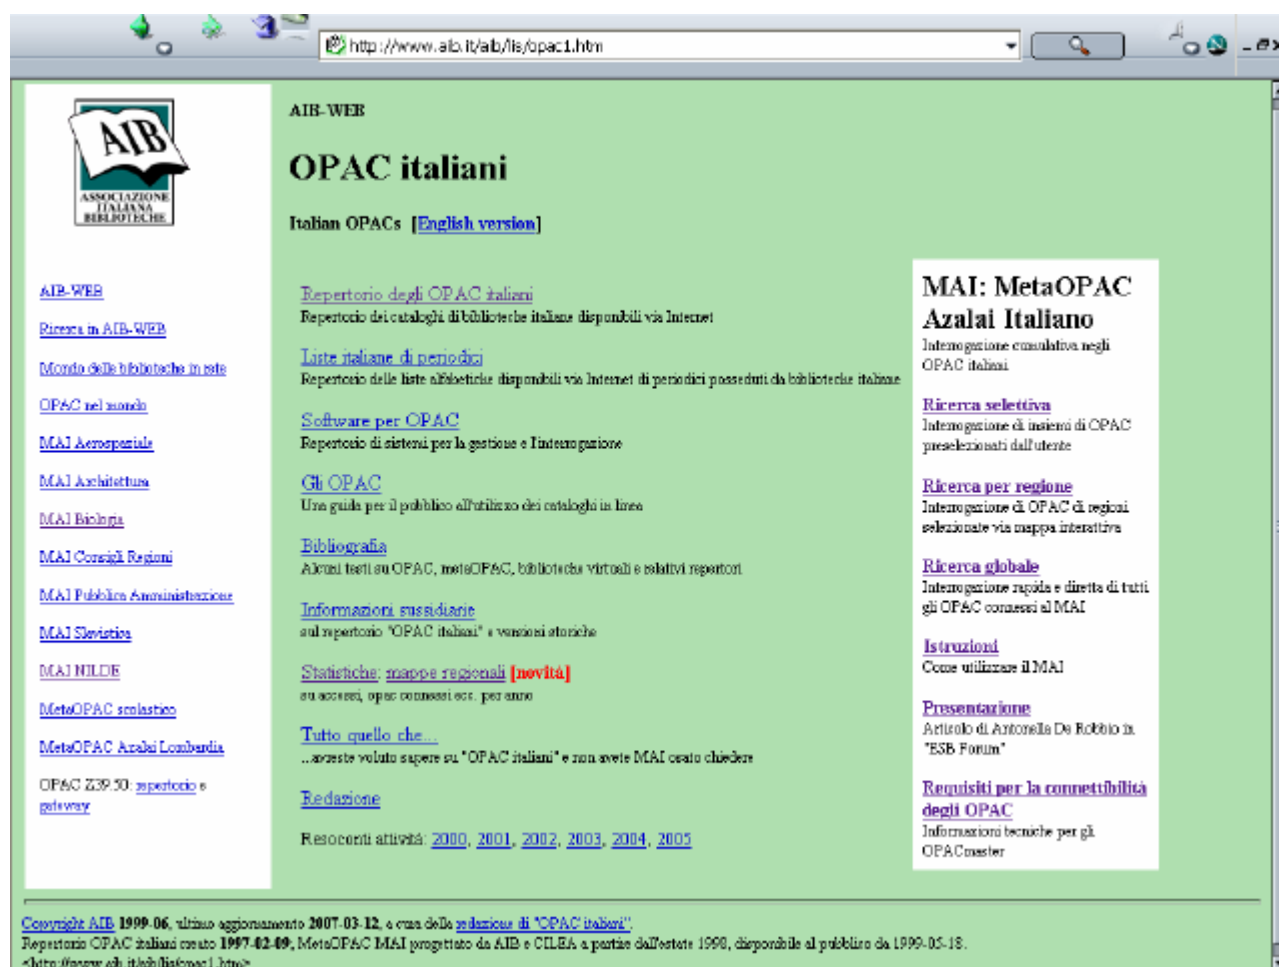 http://www.aib.it/aib/lis/opac1.htm
AIB
ASSOCIAZIONE
ITALIANA
BIBLIOTECHE
AIB-WEB
Ricerca in AIB-WEB
Mondo delle biblioteche in rete
OPAC nel mondo
MAI Aerospaziale
MAI Architettura
MAI Biologia
MAI Consigli Regioni
MAI Pubblica Amministrazione
MAI Slavistica
MAI NILDE
MetaOPAC scolastico
MetaOPAC Azalai Lombardia
OPAC Z39.50: repertorio e
gateway
AIB-WEB
OPAC italiani
Italian OPACs [English version]
Repertorio degli OPAC italiani
Repertorio dei cataloghi di biblioteche italiane disponibili via Internet
Liste italiane di periodici
Repertorio delle liste alfabetiche disponibili via Internet di periodici posseduti da biblioteche italiane
Software per OPAC
Repertorio di sistemi per la gestione e l'interrogazione
Gli OPAC
Una guida per il pubblico all'utilizzo dei cataloghi in linea
Bibliografia
Alcuni testi su OPAC, metaOPAC, biblioteche virtuali e relativi repertori
Informazioni sussidiarie
sul repertorio "OPAC italiani" e versioni storiche
Statistiche; mappe regionali [novità]
su accessi, opac connessi ecc. per anno
Tutto quello che...
...avreste voluto sapere su "OPAC italiani" e non avete MAI osato chiedere
Redazione
Resoconti attività: 2000, 2001, 2002, 2003, 2004, 2005
MAI: MetaOPAC
Azalai Italiano
Interrogazione cumulativa negli
OPAC italiani
Ricerca selettiva
Interrogazione di insiemi di OPAC
preselezionati dall'utente
Ricerca per regione
Interrogazione di OPAC di regioni
selezionate via mappa interattiva
Ricerca globale
Interrogazione rapida e diretta di tutti
gli OPAC connessi al MAI
Istruzioni
Come utilizzare il MAI
Presentazione
Articolo di Antonella De Robbio in
"ESB Forum"
Requisiti per la connettibilità
degli OPAC
Informazioni tecniche per gli
OPACmaster
Copyright AIB 1999-06, ultimo aggiornamento 2007-03-12, a cura della redazione di "OPAC italiani".
Repertorio OPAC italiani creato 1997-02-09; MetaOPAC MAI progettato da AIB e CILEA a partire dall'estate 1998, disponibile al pubblico da 1999-05-18.
<http://www.aib.it/aib/lis/opac1.htm>